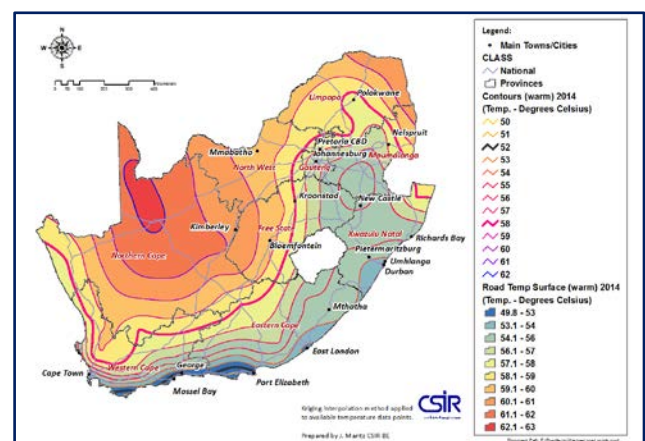 N
W E
S
Legend:
Main Towns/Cities
CLASS
National
Provinces
Contours (warm) 2014
(Temp. - Degrees Celsius)
50
51
52
53
54
55
56
57
58
59
60
61
62
Road Temp Surface (warm) 2014
(Temp. - Degrees Celsius)
49.8 - 53
53.1 - 54
54.1 - 56
56.1 - 57
57.1 - 58
58.1 - 59
59.1 - 60
60.1 - 61
61.1 - 62
62.1 - 63
Limpopo
Polokwane
Nelspruit
Pretoria CBD
Johannesburg
Gauteng
Mpumalanga
Mmabatha
North West
Kroonstad
New Castle
Kimberley
Free State
Bloemfontein
Kwazulu Natal
Richards Bay
Pietermaritzburg
Umhlanga
Durban
Northern Cape
Mthatha
Eastern Cape
East London
Western Cape
George
Cape Town
Mossel Bay
Port Elizabeth
CSIR
Kriging Interpolation method applied
to available temperature data points.
Prepared by J. Maritz CSIR BE